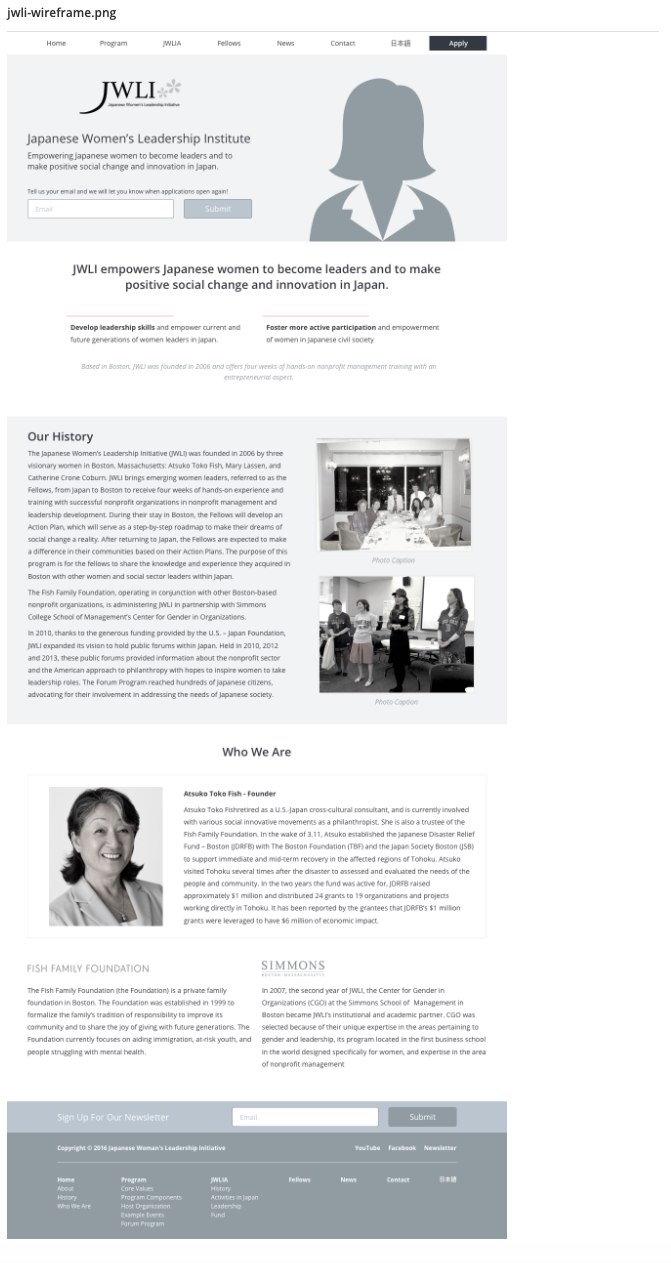 jwli-wireframe.png
Home Program JWLIA Fellows News Contact 日本語 Apply
JWLI
Japanese Women's Leadership Initiative
Japanese Women's Leadership Institute
Empowering Japanese women to become leaders and to
make positive social change and innovation in Japan.
Tell us your email and we will let you know when applications open again!
Email Submit
JWLI empowers Japanese women to become leaders and to make
positive social change and innovation in Japan.
Develop leadership skills and empower current and
future generations of women leaders in Japan.
Foster more active participation and empowerment
of women in Japanese civil society
Based in Boston, JWLI was founded in 2006 and offers four weeks of hands-on nonprofit management training with an
entrepreneurial aspect.
Our History
The Japanese Women's Leadership Initiative (JWLI) was founded in 2006 by three
visionary women in Boston, Massachusetts: Atsuko Toko Fish, Mary Lassen, and
Catherine Crone Coburn. JWLI brings emerging women leaders, referred to as the
Fellows, from Japan to Boston to receive four weeks of hands-on experience and
training with successful nonprofit organizations in nonprofit management and
leadership development. During their stay in Boston, the Fellows will develop an
Action Plan, which will serve as a step-by-step roadmap to make their dreams of
social change a reality. After returning to Japan, the Fellows are expected to make
a difference in their communities based on their Action Plans. The purpose of this
program is for the fellows to share the knowledge and experience they acquired in
Boston with other women and social sector leaders within Japan.
The Fish Family Foundation, operating in conjunction with other Boston-based
nonprofit organizations, is administering JWLI in partnership with Simmons
College School of Management's Center for Gender in Organizations.
In 2010, thanks to the generous funding provided by the U.S. – Japan Foundation,
JWLI expanded its vision to hold public forums within Japan. Held in 2010, 2012
and 2013, these public forums provided information about the nonprofit sector
and the American approach to philanthropy with hopes to inspire women to take
leadership roles. The Forum Program reached hundreds of Japanese citizens,
advocating for their involvement in addressing the needs of Japanese society.
Photo Caption
Photo Caption
Who We Are
Atsuko Toko Fish - Founder
Atsuko Toko Fishretired as a U.S.-Japan cross-cultural consultant, and is currently involved
with various social innovative movements as a philanthropist. She is also a trustee of the
Fish Family Foundation. In the wake of 3.11, Atsuko established the Japanese Disaster Relief
Fund – Boston (JDRFB) with The Boston Foundation (TBF) and the Japan Society Boston (JSB)
to support immediate and mid-term recovery in the affected regions of Tohoku. Atsuko
visited Tohoku several times after the disaster to assessed and evaluated the needs of the
people and community. In the two years the fund was active for, JDRFB raised
approximately $1 million and distributed 24 grants to 19 organizations and projects
working directly in Tohoku. It has been reported by the grantees that JDRFB's $1 million
grants were leveraged to have $6 million of economic impact.
FISH FAMILY FOUNDATION
The Fish Family Foundation (the Foundation) is a private family
foundation in Boston. The Foundation was established in 1999 to
formalize the family's tradition of responsibility to improve its
community and to share the joy of giving with future generations. The
Foundation currently focuses on aiding immigration, at-risk youth, and
people struggling with mental health.
SIMMONS
BOSTON MASSACHUSETTS
In 2007, the second year of JWLI, the Center for Gender in
Organizations (CGO) at the Simmons School of Management in
Boston became JWLI's institutional and academic partner. CGO was
selected because of their unique expertise in the areas pertaining to
gender and leadership, its program located in the first business school
in the world designed specifically for women, and expertise in the area
of nonprofit management
Sign Up For Our Newsletter Email Submit
Copyright © 2016 Japanese Woman's Leadership Initiative YouTube Facebook Newsletter
Home Program JWLIA Fellows News Contact 日本語
About Core Values History
History Program Components Activities in Japan
Who We Are Host Organization Leadership
Example Events Fund
Forum Program